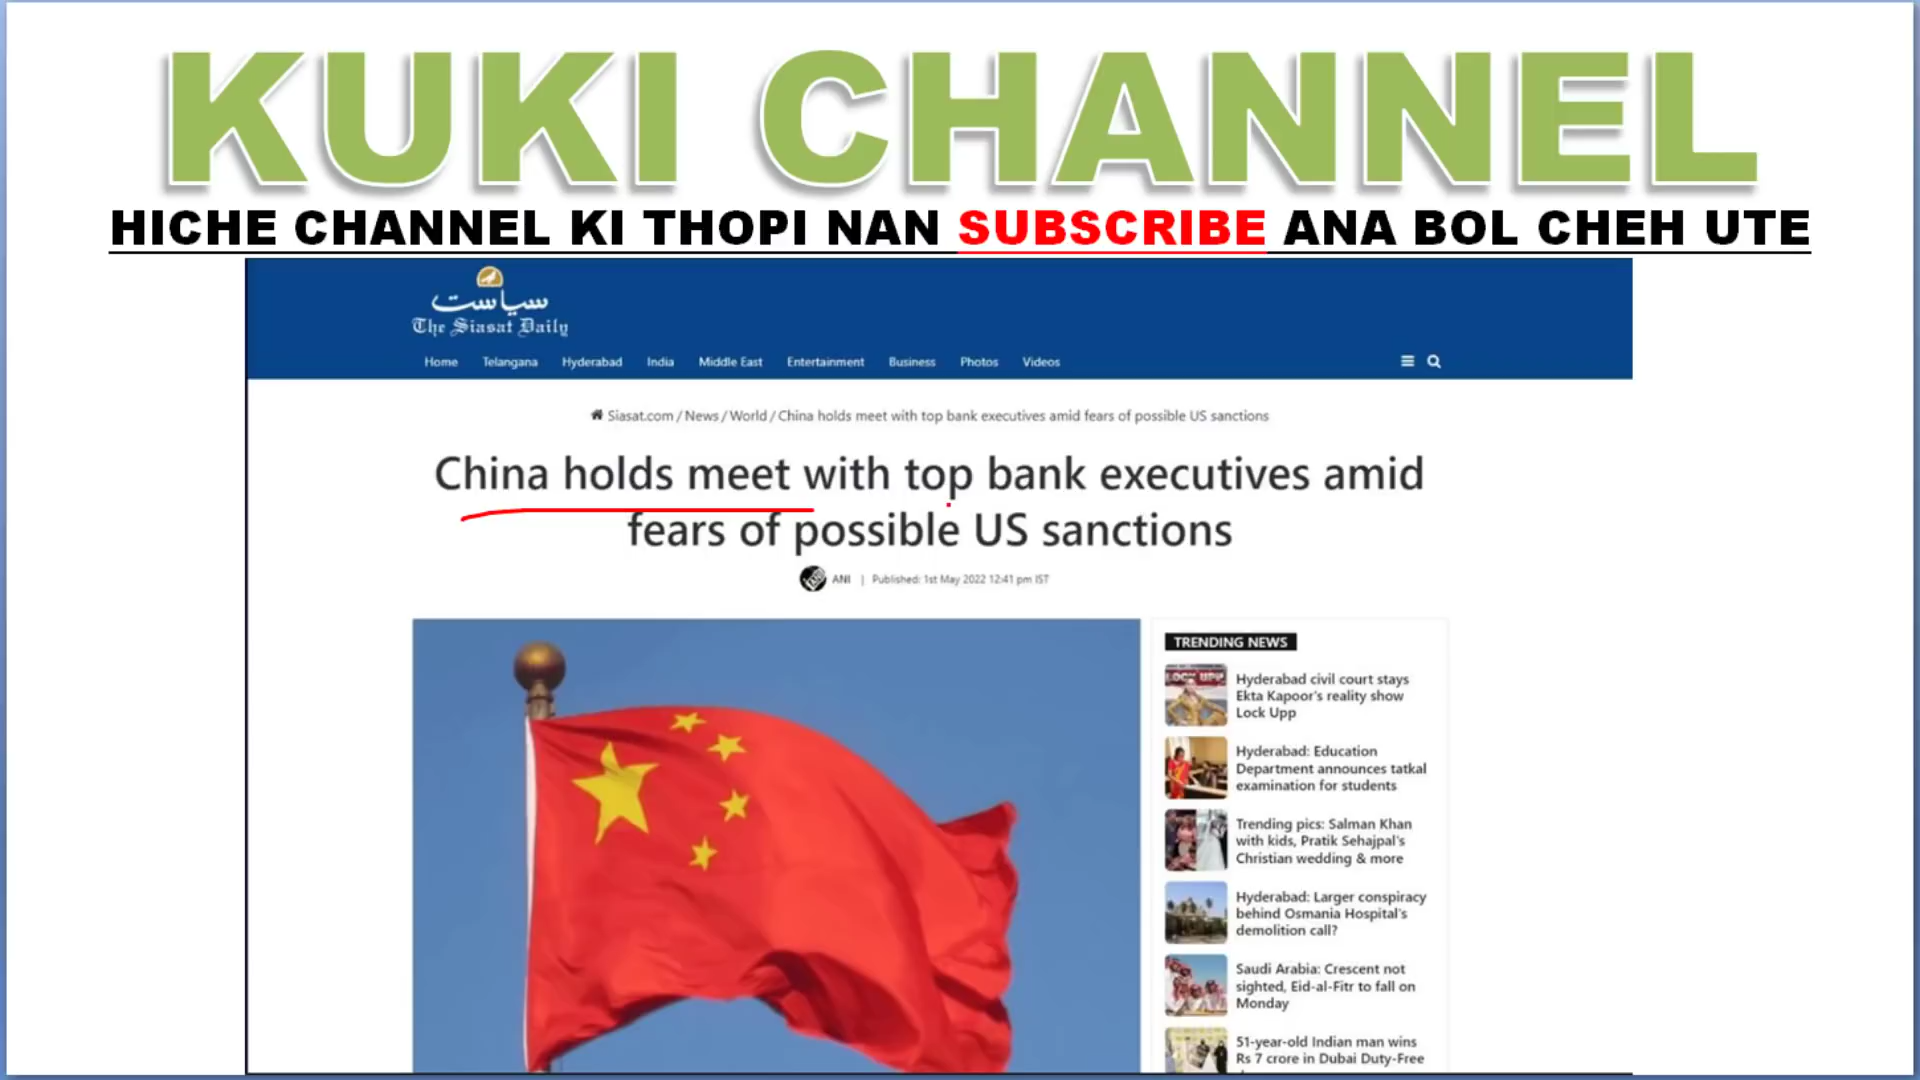 KUKI CHANNEL
HICHE CHANNEL KI THOPI NAN SUBSCRIBE ANA BOL CHEH UTE
سیاست
The Siasat Daily
Home Telangana Hyderabad India Middle East Entertainment Business Photos Videos
Siasat.com / News / World / China holds meet with top bank executives amid fears of possible US sanctions
China holds meet with top bank executives amid
fears of possible US sanctions
ANI | Published: 1st May 2022 12:41 pm IST
TRENDING NEWS
LOCK UPP
Hyderabad civil court stays
Ekta Kapoor's reality show
Lock Upp
Hyderabad: Education
Department announces tatkal
examination for students
Trending pics: Salman Khan
with kids, Pratik Sehajpal's
Christian wedding & more
Hyderabad: Larger conspiracy
behind Osmania Hospital's
demolition call?
Saudi Arabia: Crescent not
sighted, Eid-al-Fitr to fall on
Monday
51-year-old Indian man wins
Rs 7 crore in Dubai Duty-Free